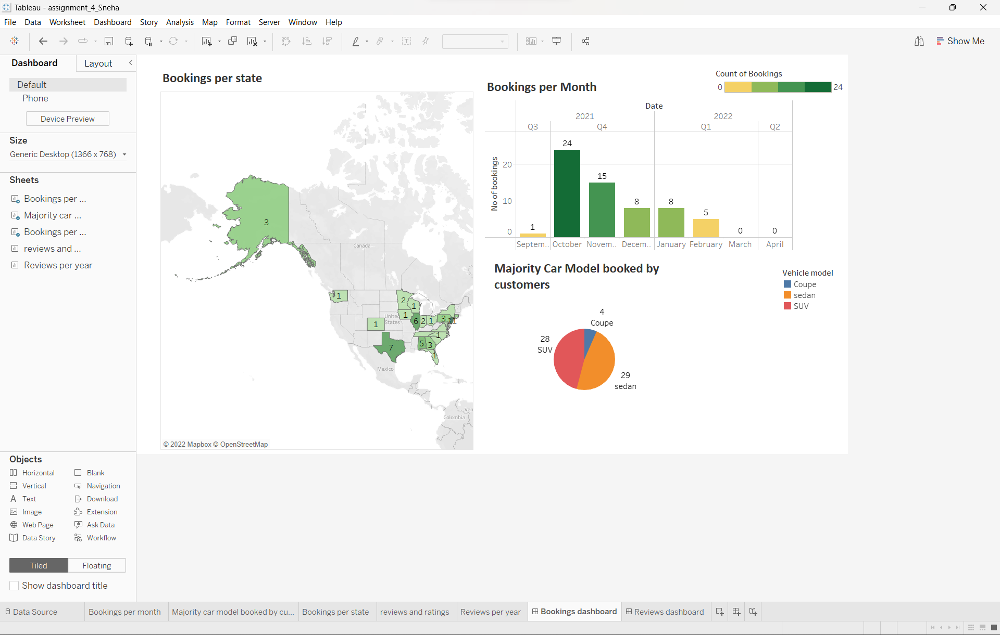 Tableau - assignment_4_Sneha
File Data Worksheet Dashboard Story Analysis Map Format Server Window Help
Show Me
Dashboard Layout
Default
Phone
Device Preview
Size
Generic Desktop (1366 x 768)
Sheets
Bookings per ...
Majority car ...
Bookings per ...
reviews and ...
Reviews per year
Objects
Horizontal Blank
Vertical Navigation
Text Download
Image Extension
Web Page Ask Data
Data Story Workflow
Tiled Floating
Show dashboard title
Bookings per state
3
Canada
1
2
1
1
United States
1
6
2
1
3
11
1
7
5
3
1
Mexico
Ven
Colombia
© 2022 Mapbox © OpenStreetMap
Bookings per Month
Count of Bookings
0 24
Date
2021 2022
Q3 Q4 Q1 Q2
No of bookings
20
10
0
1 24 15 8 8 5 0 0
Septem.. October Novem.. Decem.. January February March April
Majority Car Model booked by
customers
Vehicle model
Coupe
sedan
SUV
4
Coupe
28
SUV
29
sedan
Data Source Bookings per month Majority car model booked by cu... Bookings per state reviews and ratings Reviews per year Bookings dashboard Reviews dashboard